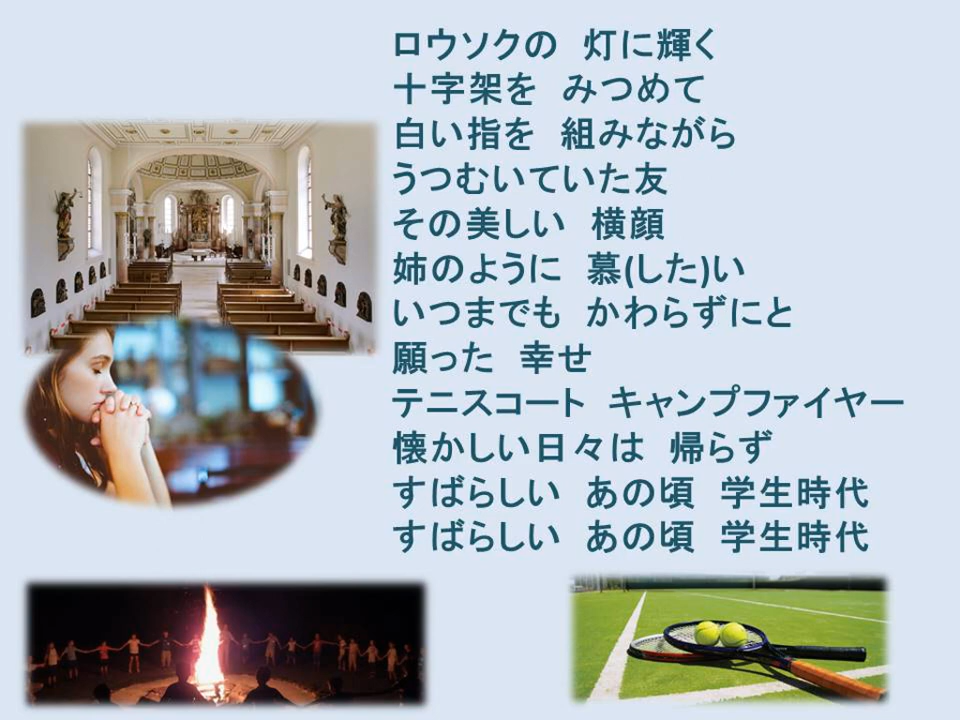 ロウソクの　灯に輝く
十字架を　みつめて
白い指を　組みながら
うつむいていた友
その美しい　横顔
姉のように　慕(した)い
いつまでも　かわらずにと
願った　幸せ
テニスコート　キャンプファイヤー
懐かしい日々は　帰らず
すばらしい　あの頃　学生時代
すばらしい　あの頃　学生時代